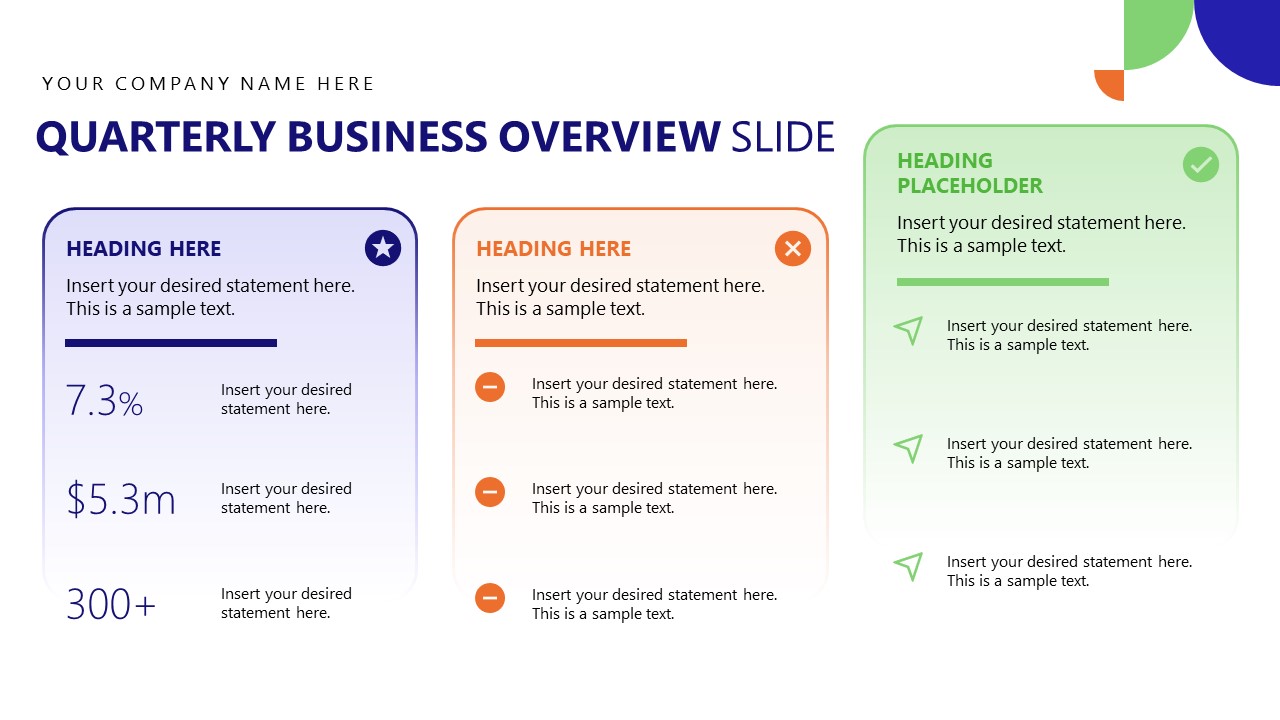 YOUR COMPANY NAME HERE
QUARTERLY BUSINESS OVERVIEW SLIDE
HEADING HERE
Insert your desired statement here.
This is a sample text.
7.3%
Insert your desired
statement here.
$5.3m
Insert your desired
statement here.
300+
Insert your desired
statement here.
HEADING HERE
Insert your desired statement here.
This is a sample text.
Insert your desired statement here.
This is a sample text.
Insert your desired statement here.
This is a sample text.
Insert your desired statement here.
This is a sample text.
HEADING
PLACEHOLDER
Insert your desired statement here.
This is a sample text.
Insert your desired statement here.
This is a sample text.
Insert your desired statement here.
This is a sample text.
Insert your desired statement here.
This is a sample text.